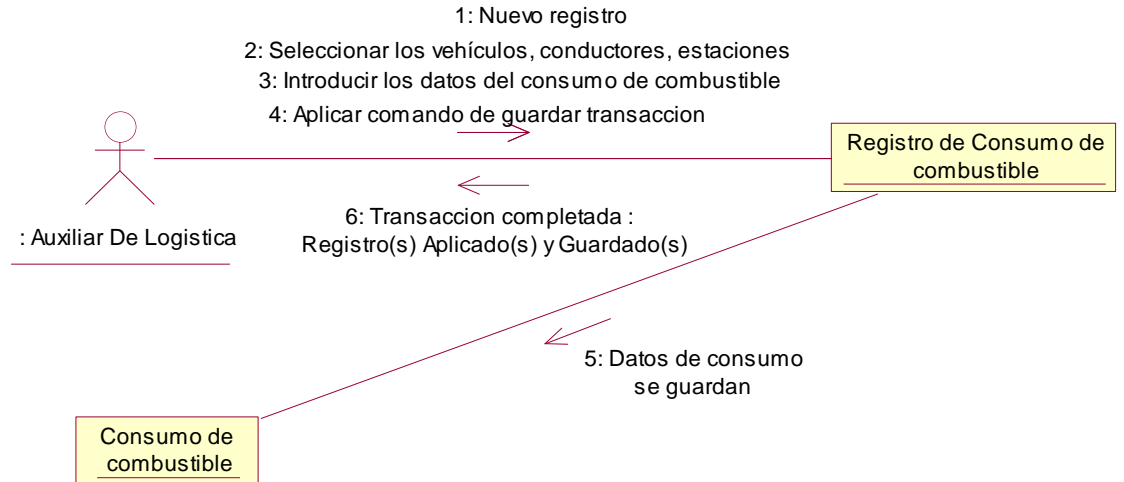 1: Nuevo registro
2: Seleccionar los vehículos, conductores, estaciones
3: Introducir los datos del consumo de combustible
4: Aplicar comando de guardar transaccion
Registro de Consumo de
combustible
6: Transaccion completada :
Registro(s) Aplicado(s) y Guardado(s)
: Auxiliar De Logistica
5: Datos de consumo
se guardan
Consumo de
combustible